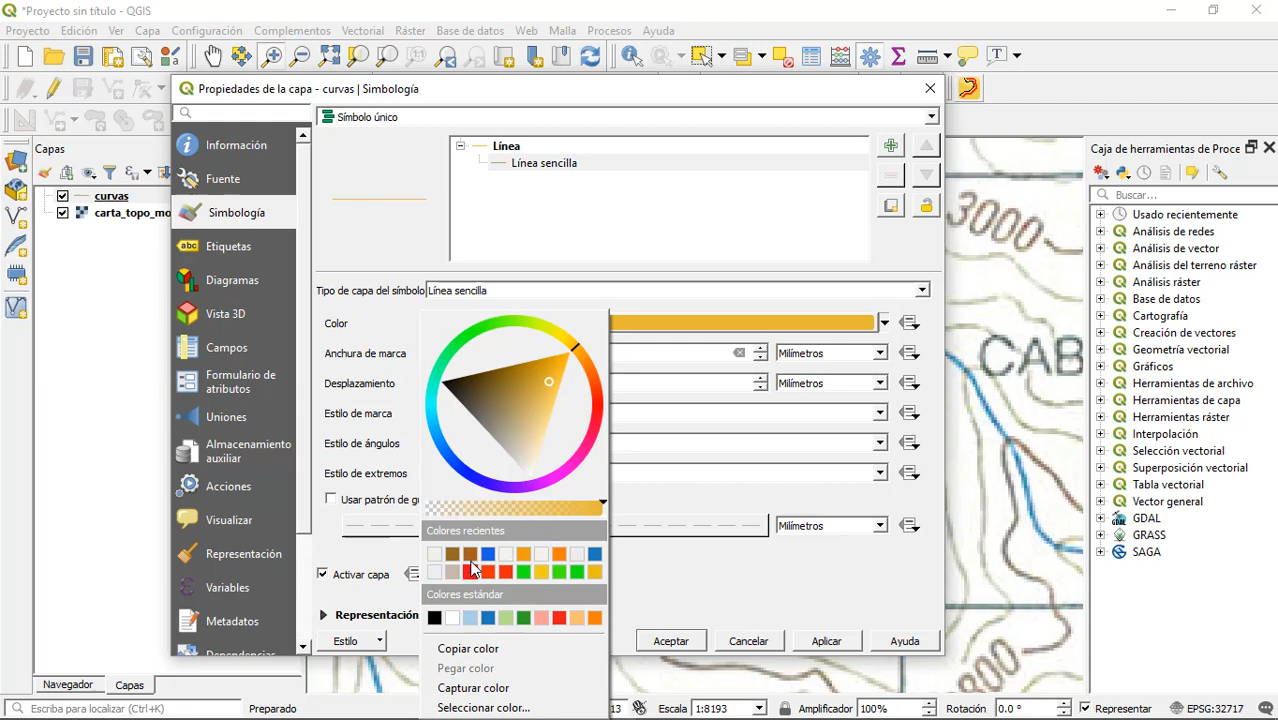 *Proyecto sin título - QGIS
Proyecto Edición Ver Capa Configuración Complementos Vectorial Ráster Base de datos Web Malla Procesos Ayuda
Propiedades de la capa - curvas | Simbología
Capas
curvas
carta_topo_mo
Información
Fuente
Simbología
Etiquetas
Diagramas
Vista 3D
Campos
Formulario de
atributos
Uniones
Almacenamiento
auxiliar
Acciones
Visualizar
Representación
Variables
Metadatos
Dependencias
Símbolo único
Línea
Línea sencilla
Tipo de capa del símbolo Línea sencilla
Color
Anchura de marca Milímetros
Desplazamiento Milímetros
Estilo de marca
Estilo de ángulos
Estilo de extremos
Usar patrón de gu
Milímetros
Activar capa
Representación
Estilo Aceptar Cancelar Aplicar Ayuda
Colores recientes
Colores estándar
Copiar color
Pegar color
Capturar color
Seleccionar color...
3000
CAB
800
Caja de herramientas de Proce
Buscar...
Usado recientemente
Análisis de redes
Análisis de vector
Análisis del terreno ráster
Análisis ráster
Base de datos
Cartografía
Creación de vectores
Geometría vectorial
Gráficos
Herramientas de archivo
Herramientas de capa
Herramientas ráster
Interpolación
Selección vectorial
Superposición vectorial
Tabla vectorial
Vector general
GDAL
GRASS
SAGA
Navegador Capas
Escriba para localizar (Ctrl+K) Preparado 13 Escala 1:8193 Amplificador 100% Rotación 0.0 ° Representar EPSG:32717